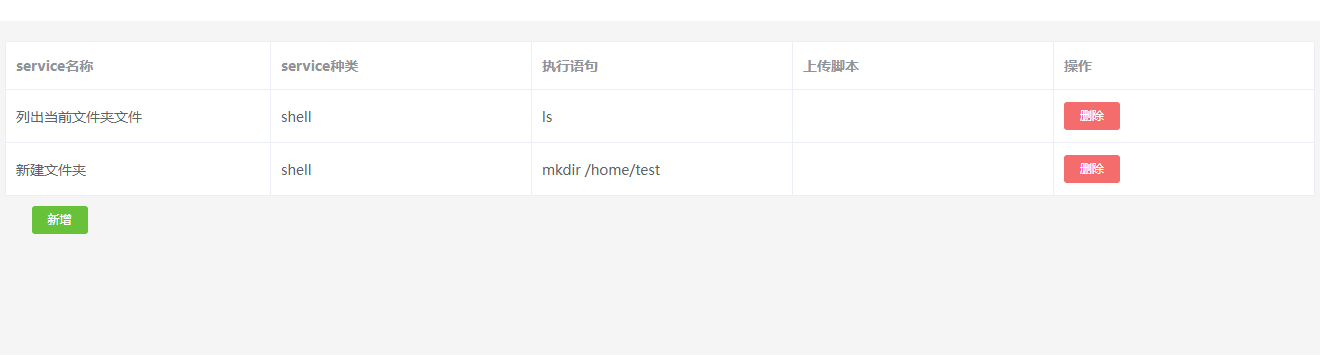 service名称 service种类 执行语句 上传脚本 操作
列出当前文件夹文件 shell ls 删除
新建文件夹 shell mkdir /home/test 删除
新增